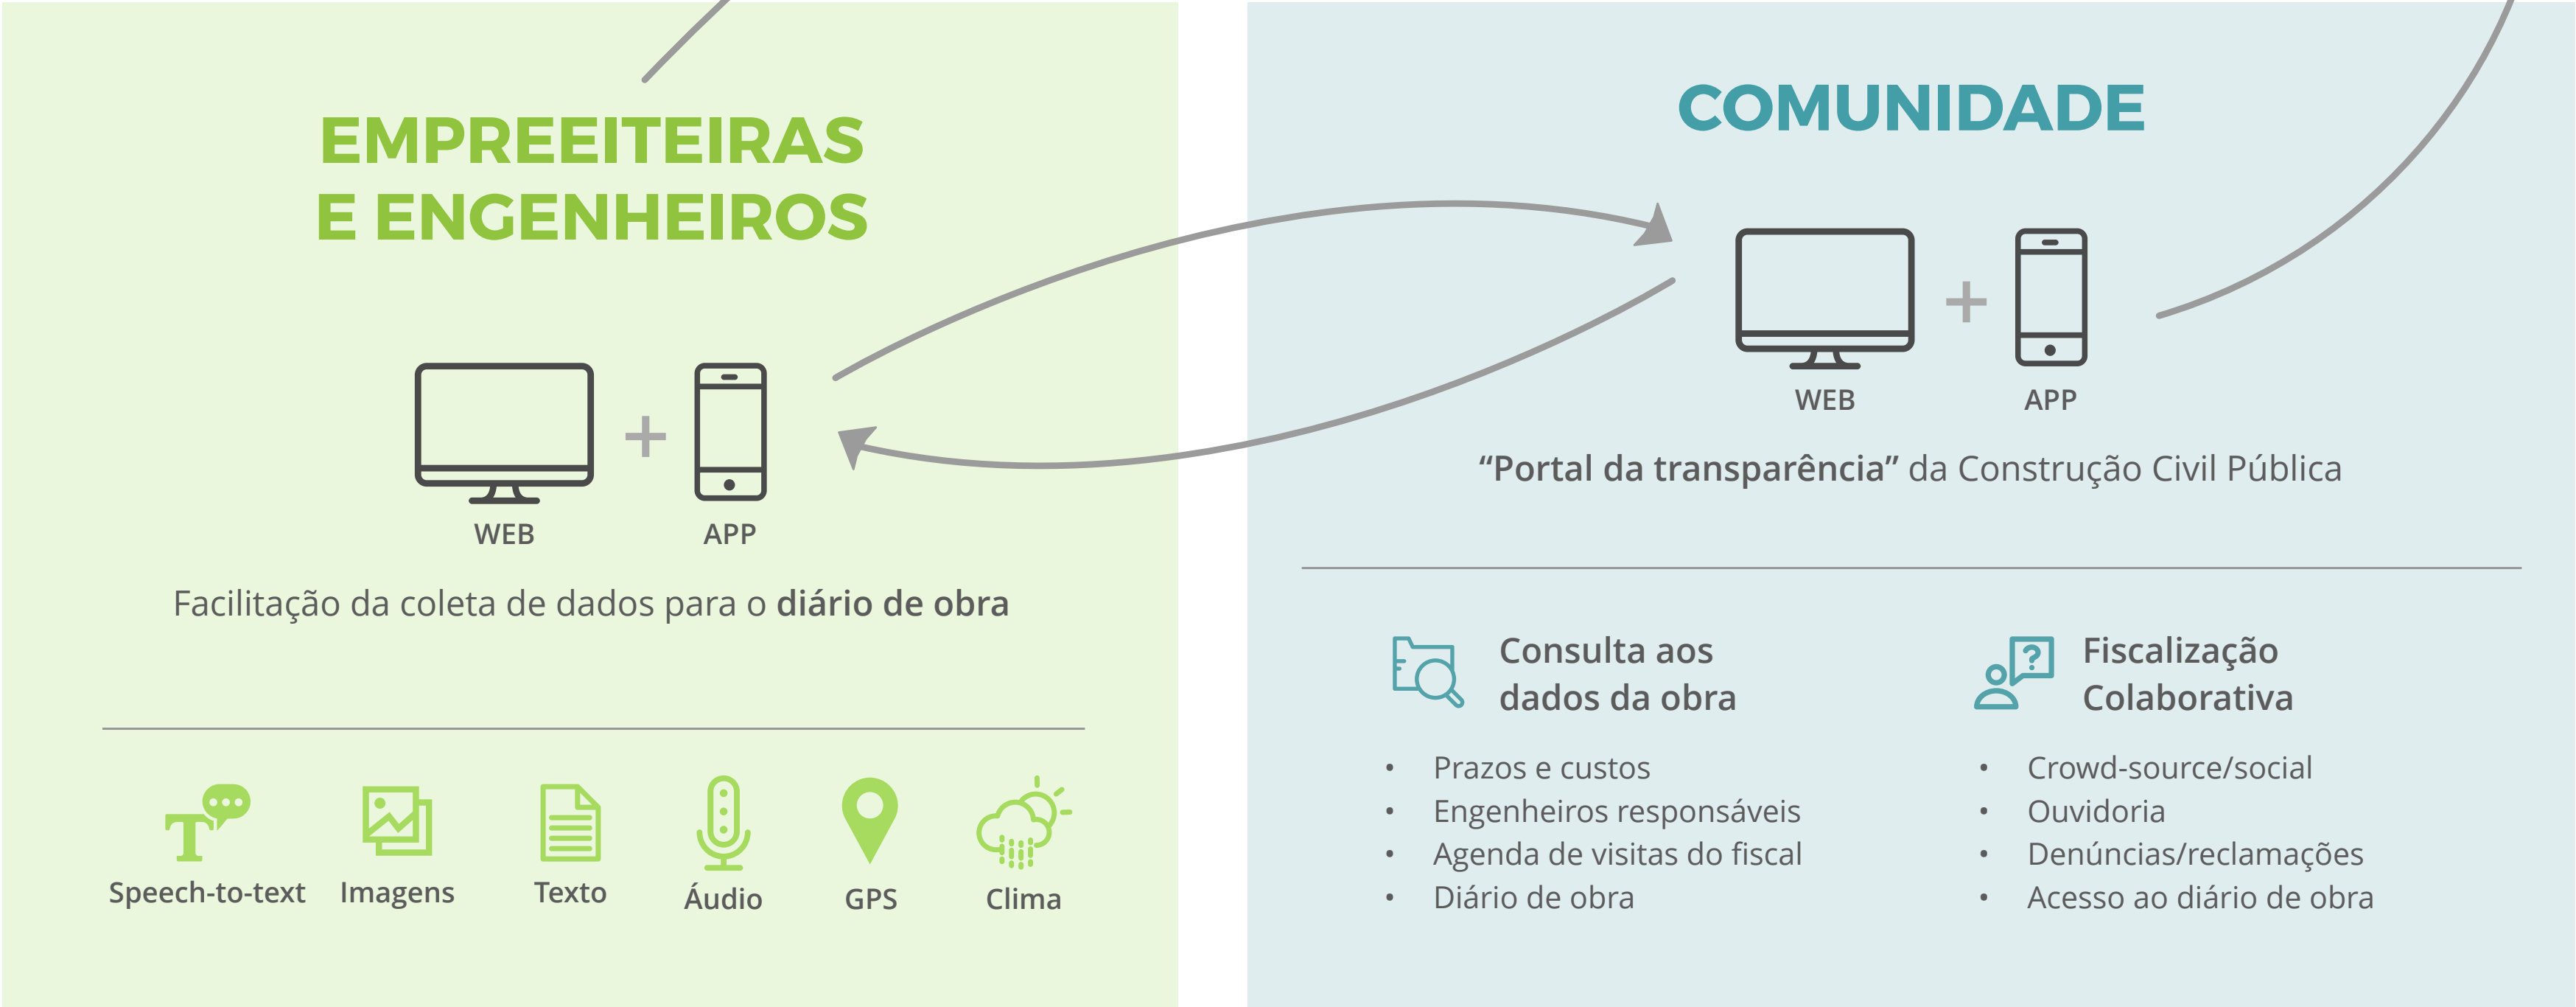 EMPREEITEIRAS
E ENGENHEIROS
WEB
+
APP
Facilitação da coleta de dados para o diário de obra
Speech-to-text
Imagens
Texto
Áudio
GPS
Clima
COMUNIDADE
WEB
+
APP
“Portal da transparência” da Construção Civil Pública
Consulta aos
dados da obra
• Prazos e custos
• Engenheiros responsáveis
• Agenda de visitas do fiscal
• Diário de obra
Fiscalização
Colaborativa
• Crowd-source/social
• Ouvidoria
• Denúncias/reclamações
• Acesso ao diário de obra